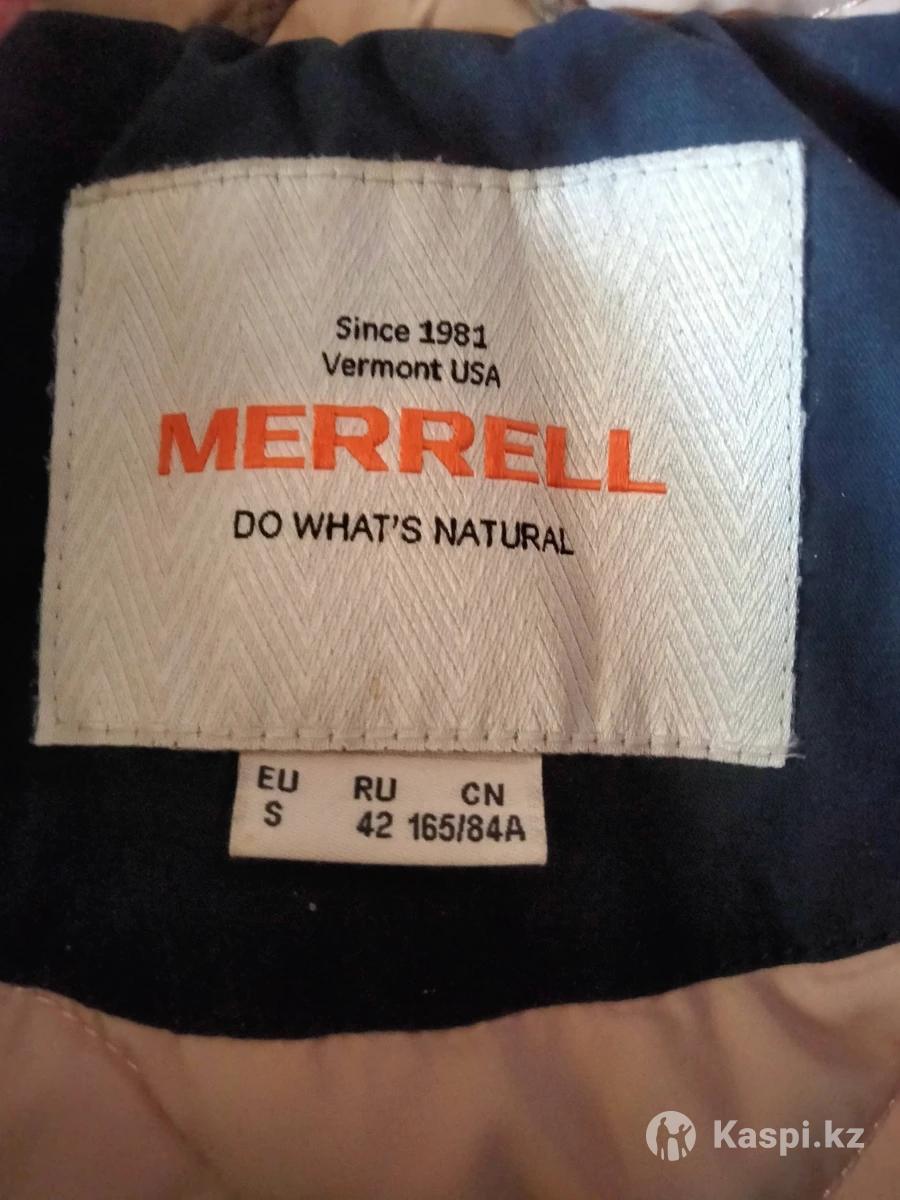 Since 1981
Vermont USA
MERRELL
DO WHAT'S NATURAL
EU RU CN
S 42 165/84A
Kaspi.kz